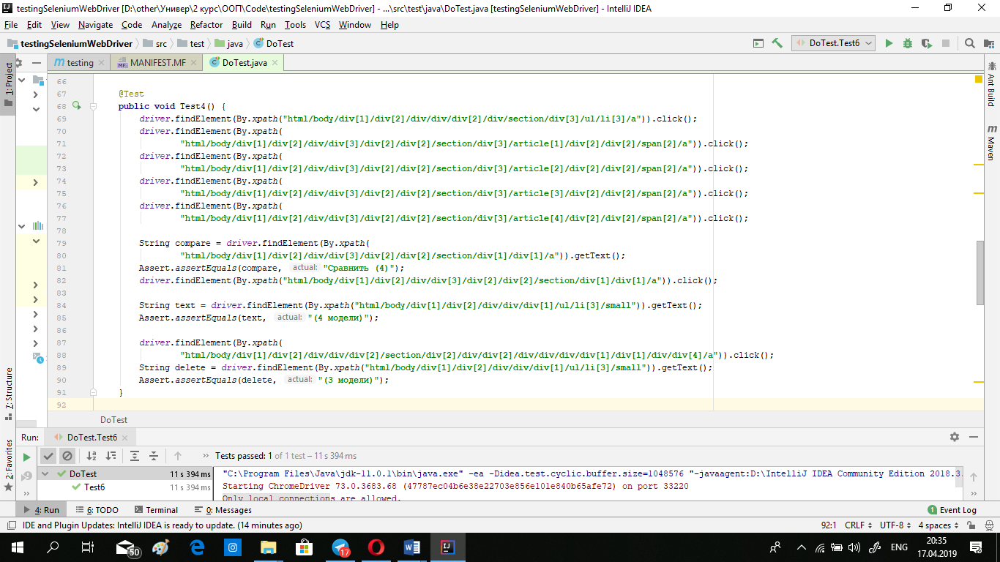 testingSeleniumWebDriver [D:\other\Универ\2 курс\ООП\Code\testingSeleniumWebDriver] - ...\src\test\java\DoTest.java [testingSeleniumWebDriver] - IntelliJ IDEA
File Edit View Navigate Code Analyze Refactor Build Run Tools VCS Window Help
testingSeleniumWebDriver src test java DoTest DoTest.Test6
testing MANIFEST.MF DoTest.java
1: Project
7: Structure
2: Favorites
Ant Build
Maven
66
67 @Test
68 public void Test4() {
69 driver.findElement(By.xpath("html/body/div[1]/div[2]/div/div/div[2]/div/section/div[3]/ul/li[3]/a")).click();
70 driver.findElement(By.xpath(
71 "html/body/div[1]/div[2]/div/div[3]/div[2]/div[2]/section/div[3]/article[1]/div[2]/div[2]/span[2]/a")).click();
72 driver.findElement(By.xpath(
73 "html/body/div[1]/div[2]/div/div[3]/div[2]/div[2]/section/div[3]/article[2]/div[2]/div[2]/span[2]/a")).click();
74 driver.findElement(By.xpath(
75 "html/body/div[1]/div[2]/div/div[3]/div[2]/div[2]/section/div[3]/article[3]/div[2]/div[2]/span[2]/a")).click();
76 driver.findElement(By.xpath(
77 "html/body/div[1]/div[2]/div/div[3]/div[2]/div[2]/section/div[3]/article[4]/div[2]/div[2]/span[2]/a")).click();
78
79 String compare = driver.findElement(By.xpath(
80 "html/body/div[1]/div[2]/div/div[3]/div[2]/div[2]/section/div[1]/div[1]/a")).getText();
81 Assert.assertEquals(compare, actual: "Сравнить (4)");
82 driver.findElement(By.xpath("html/body/div[1]/div[2]/div/div[3]/div[2]/div[2]/section/div[1]/div[1]/a")).click();
83
84 String text = driver.findElement(By.xpath("html/body/div[1]/div[2]/div/div/div[1]/ul/li[3]/small")).getText();
85 Assert.assertEquals(text, actual: "(4 модели)");
86
87 driver.findElement(By.xpath(
88 "html/body/div[1]/div[2]/div/div/div[2]/section/div[2]/div/div[2]/div/div/div/div[1]/div[1]/div/div[4]/a")).click();
89 String delete = driver.findElement(By.xpath("html/body/div[1]/div[2]/div/div/div[1]/ul/li[3]/small")).getText();
90 Assert.assertEquals(delete, actual: "(3 модели)");
91 }
92
DoTest
Run: DoTest.Test6
Tests passed: 1 of 1 test – 11 s 394 ms
DoTest 11 s 394 ms
Test6 11 s 394 ms
"C:\Program Files\Java\jdk-11.0.1\bin\java.exe" -ea -Didea.test.cyclic.buffer.size=1048576 "-javaagent:D:\IntelliJ IDEA Community Edition 2018.3.
Starting ChromeDriver 73.0.3683.68 (47787ec04b6e38e22703e856e101e840b65afe72) on port 33220
Only local connections are allowed.
4: Run 6: TODO Terminal 0: Messages 1 Event Log
IDE and Plugin Updates: IntelliJ IDEA is ready to update. (14 minutes ago) 92:1 CRLF UTF-8 4 spaces
50 17 ENG 20:35
17.04.2019